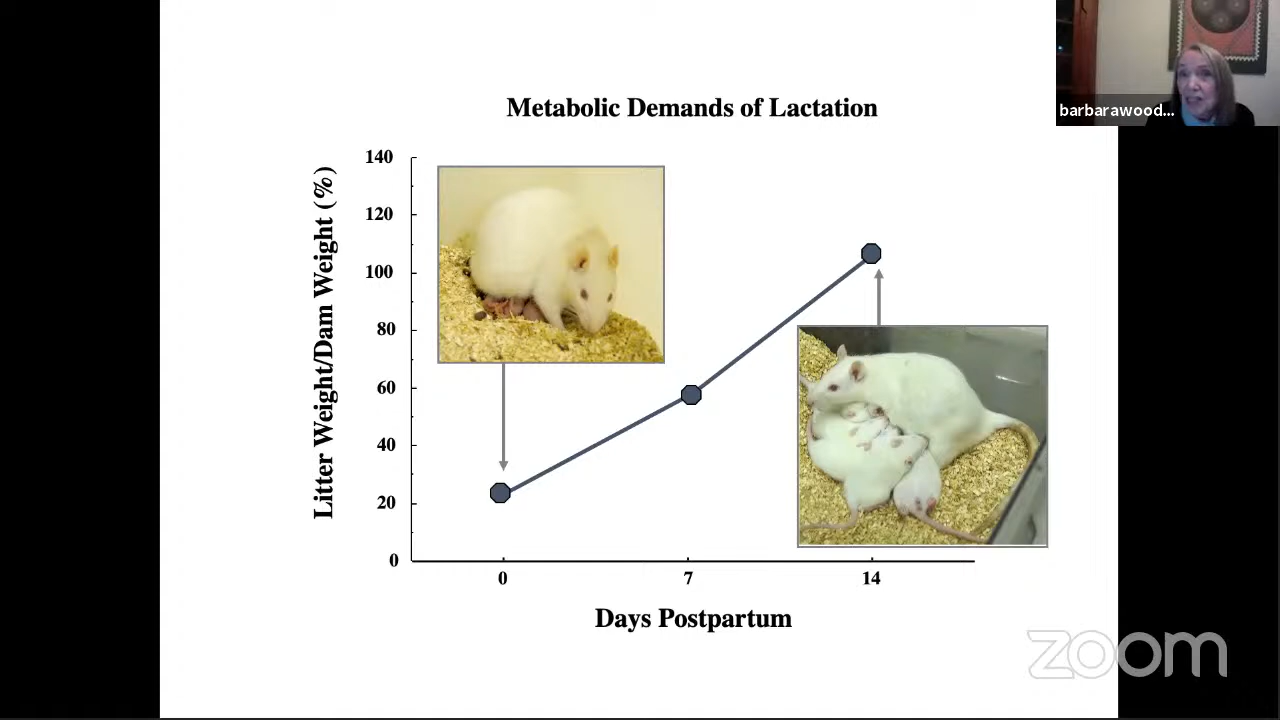 Metabolic Demands of Lactation
barbarawood...
Litter Weight/Dam Weight (%)
140
120
100
80
60
40
20
0
0 7 14
Days Postpartum
zoom